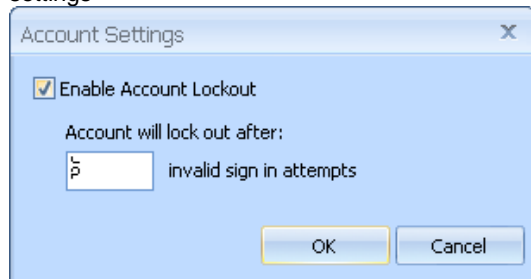 settings
Account Settings
Enable Account Lockout
Account will lock out after:
invalid sign in attempts
OK
Cancel